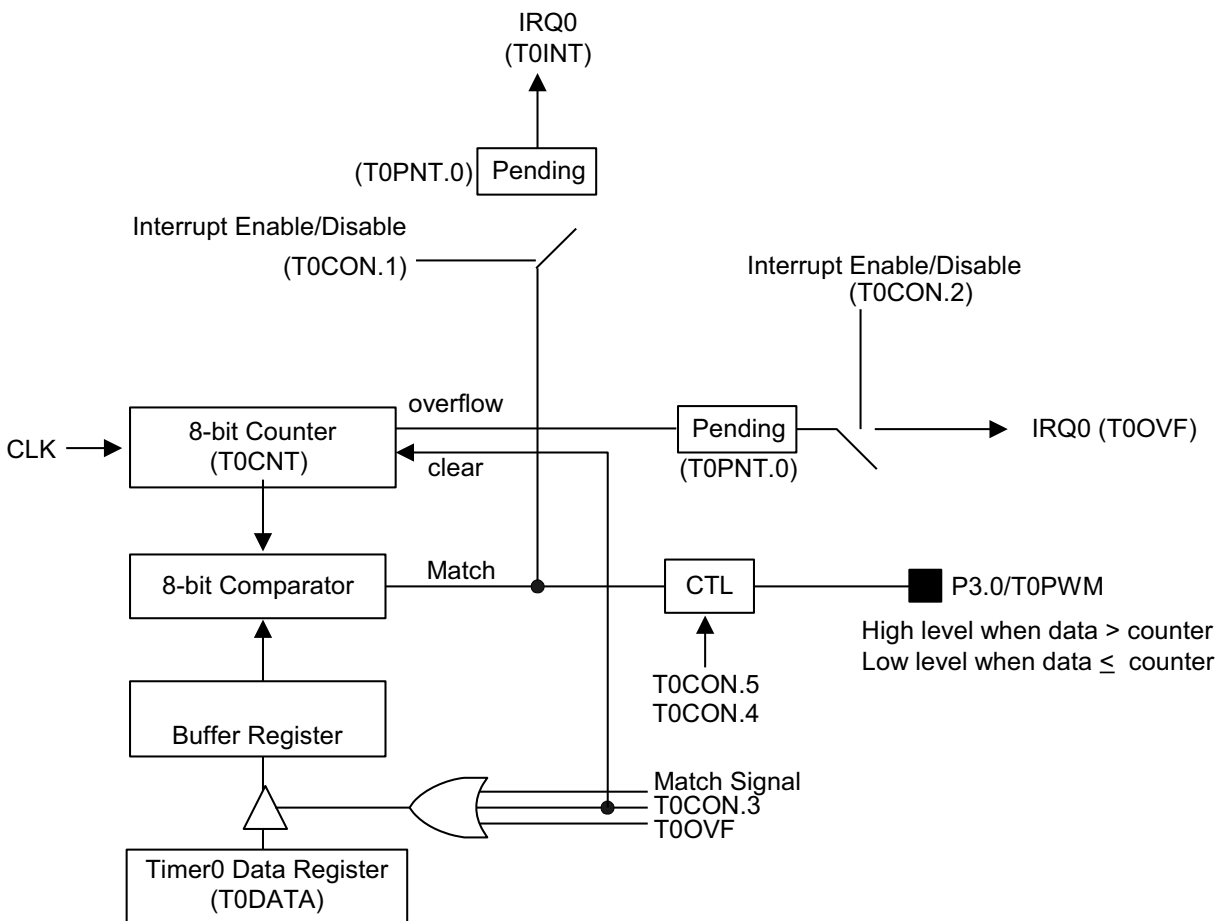 IRQ0
(T0INT)
(T0PNT.0)
Pending
Interrupt Enable/Disable
(T0CON.1)
Interrupt Enable/Disable
(T0CON.2)
CLK
8-bit Counter
(T0CNT)
overflow
clear
Pending
(T0PNT.0)
IRQ0 (T0OVF)
8-bit Comparator
Match
CTL
P3.0/T0PWM
High level when data > counter
Low level when data ≤ counter
T0CON.5
T0CON.4
Buffer Register
Match Signal
T0CON.3
T0OVF
Timer0 Data Register
(T0DATA)